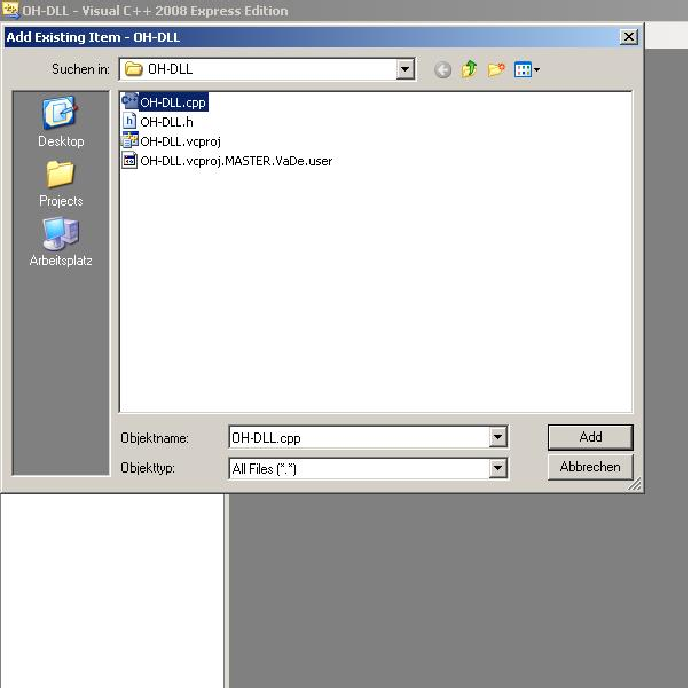 OH-DLL - Visual C++ 2008 Express Edition
Add Existing Item - OH-DLL
Suchen in:
OH-DLL
Desktop
Projects
Arbeitsplatz
OH-DLL.cpp
OH-DLL.h
OH-DLL.vcproj
OH-DLL.vcproj.MASTER.VaDe.user
Objektname:
OH-DLL.cpp
Add
Objekttyp:
All Files (*.*)
Abbrechen